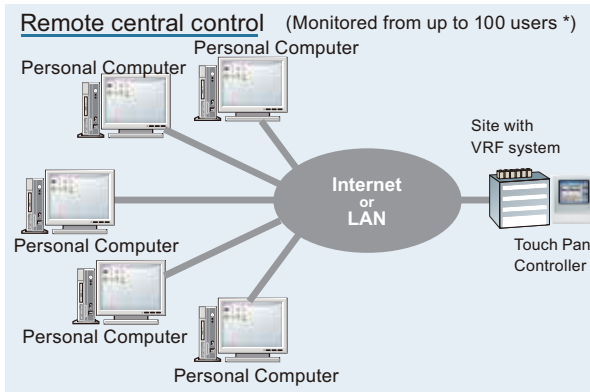 Remote central control (Monitored from up to 100 users *)
Personal Computer
Personal Computer
Site with
VRF system
Internet
or
LAN
Personal Computer
Touch Pan
Controller
Personal Computer
Personal Computer